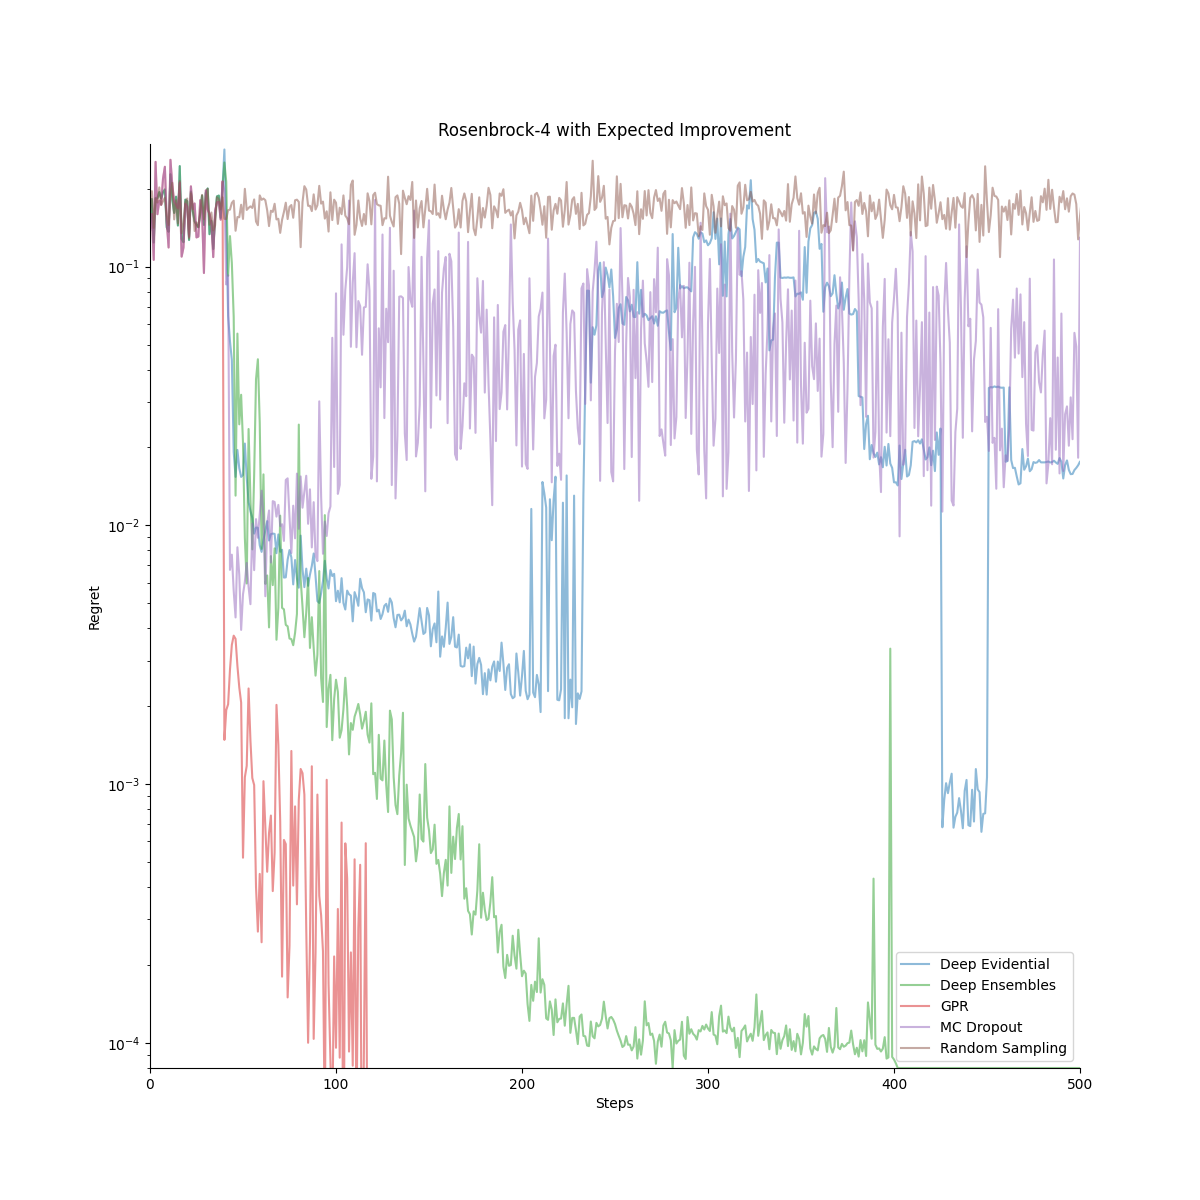 Rosenbrock-4 with Expected Improvement
Regret
10⁻¹
10⁻²
10⁻³
10⁻⁴
0 100 200 300 400 500
Steps
Deep Evidential
Deep Ensembles
GPR
MC Dropout
Random Sampling